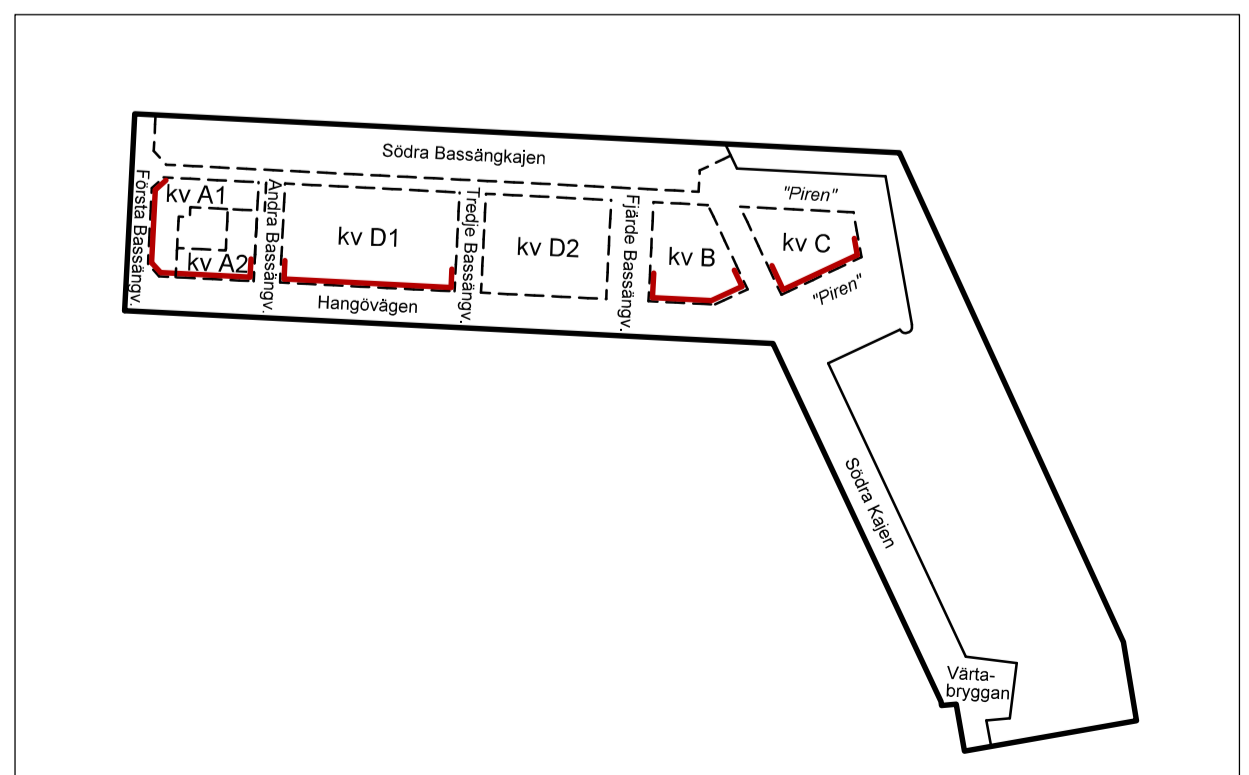 Södra Bassängkajen
"Piren"
Första Bassängv.
kv A1
Andra Bassängv.
kv D1
Tredje Bassängv.
kv D2
Fjärde Bassängv.
kv B
kv C
kv A2
"Piren"
Hangövägen
Södra Kajen
Värta-
bryggan